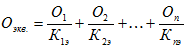 Oэкв. = O1/K1э + O2/K2э + … + On/Knэ